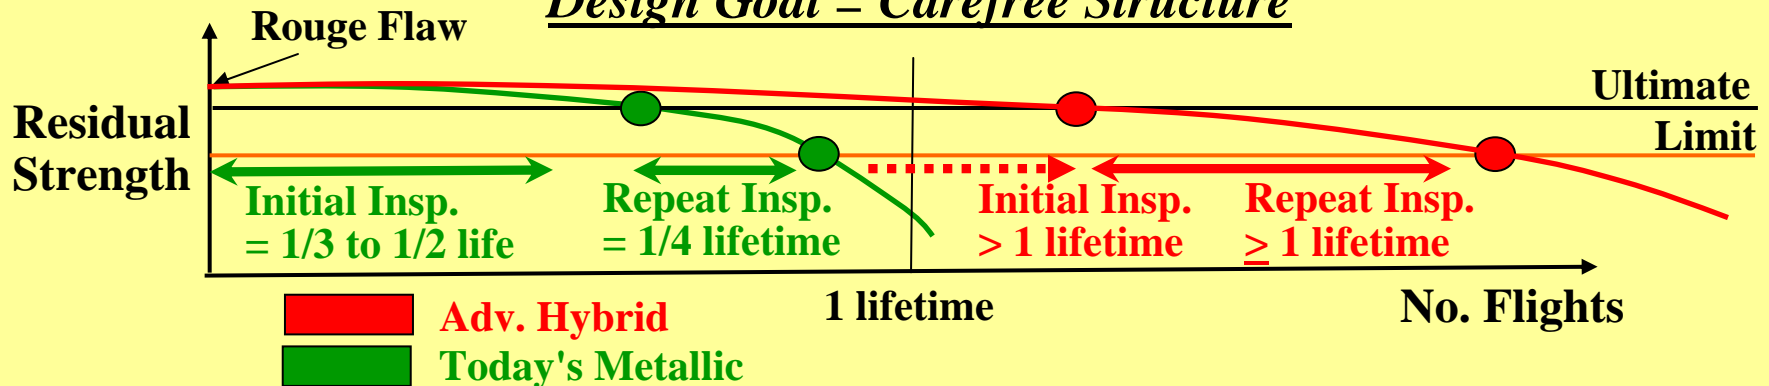 Design Goal = Carefree Structure
Rouge Flaw
Ultimate
Limit
Residual
Strength
Initial Insp.
= 1/3 to 1/2 life
Repeat Insp.
= 1/4 lifetime
Initial Insp.
> 1 lifetime
Repeat Insp.
≥ 1 lifetime
1 lifetime
No. Flights
Adv. Hybrid
Today's Metallic